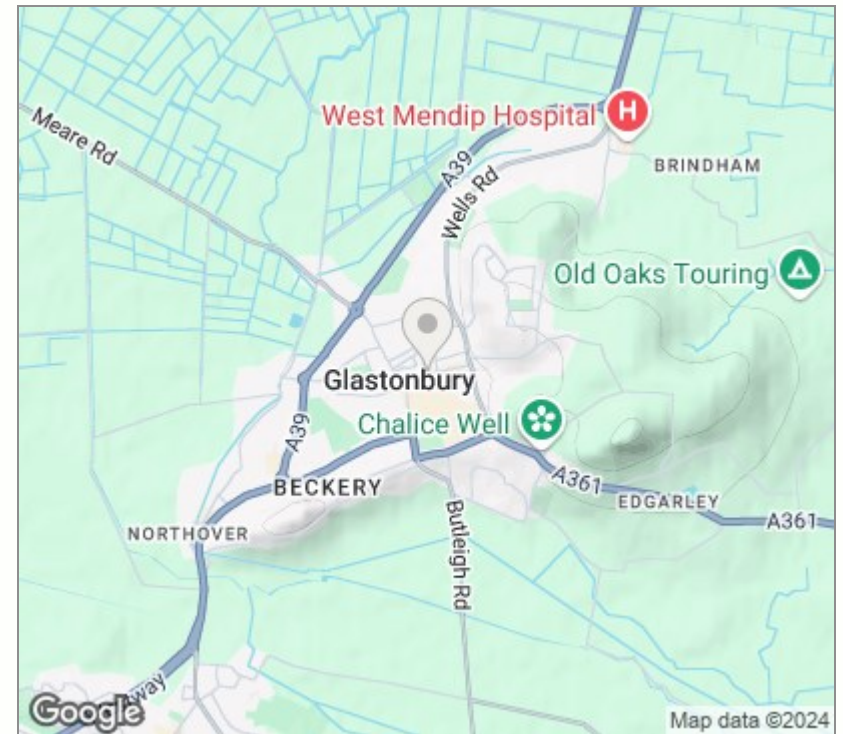 West Mendip Hospital
H
Meare Rd
BRINDHAM
A39
Wells Rd
Old Oaks Touring
Glastonbury
Chalice Well
A39
BECKERY
A361
EDGARLEY
A361
NORTHOVER
Butleigh Rd
way
Google
Map data ©2024